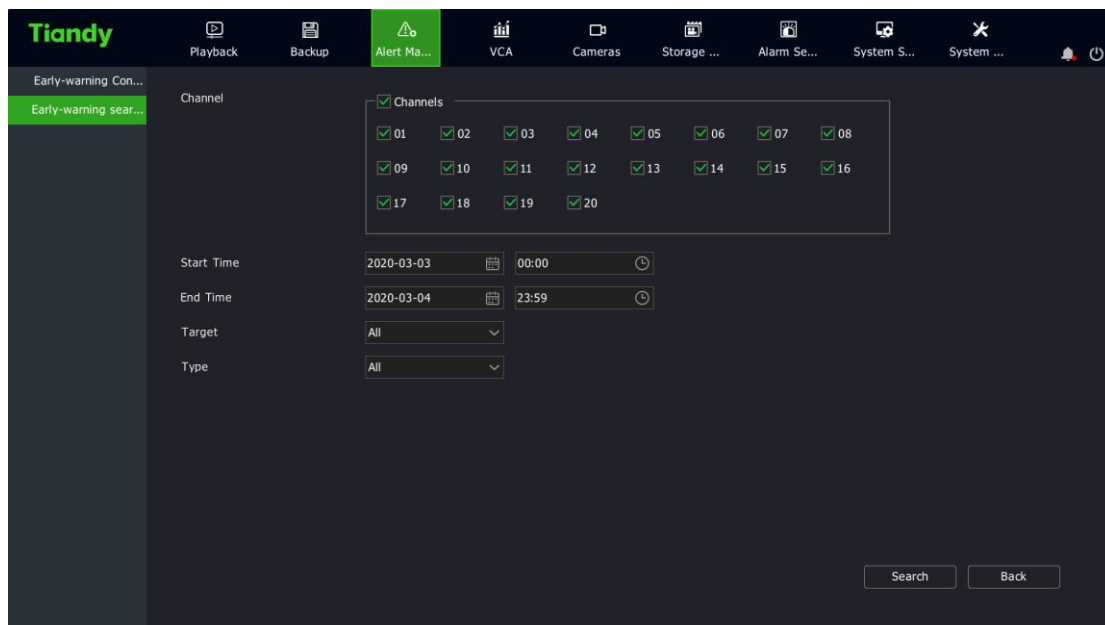 Tiandy
Playback Backup Alert Ma... VCA Cameras Storage ... Alarm Se... System S... System ...
Early-warning Con...
Early-warning sear...
Channel
Channels
01 02 03 04 05 06 07 08
09 10 11 12 13 14 15 16
17 18 19 20
Start Time 2020-03-03 00:00
End Time 2020-03-04 23:59
Target All
Type All
Search Back